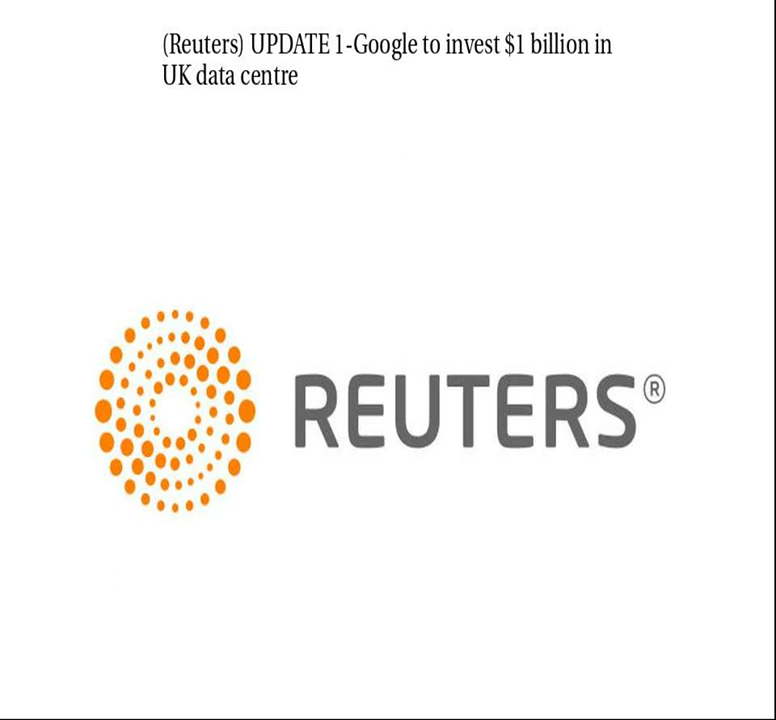 (Reuters) UPDATE 1-Google to invest $1 billion in
UK data centre
REUTERS®